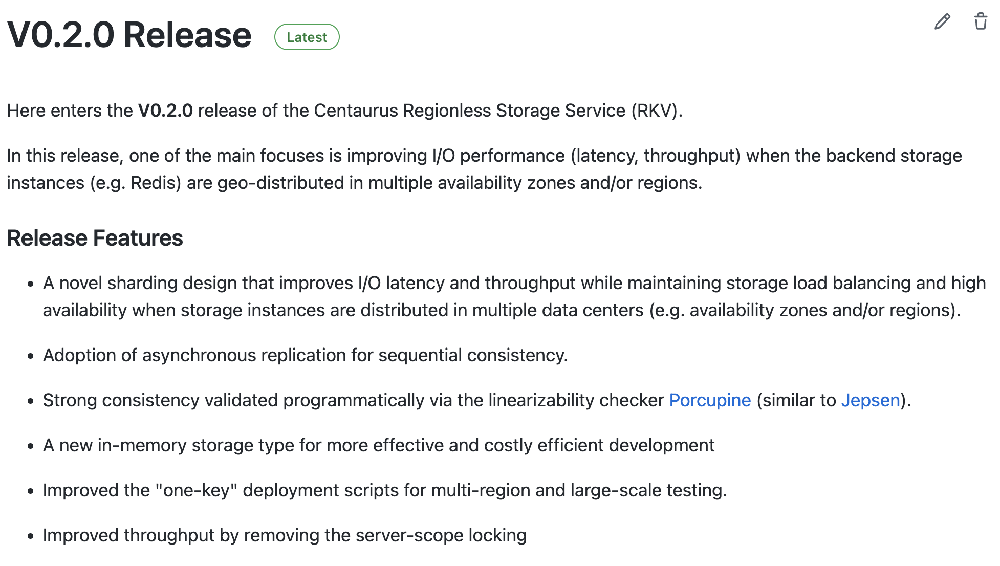 V0.2.0 Release Latest
Here enters the V0.2.0 release of the Centaurus Regionless Storage Service (RKV).
In this release, one of the main focuses is improving I/O performance (latency, throughput) when the backend storage
instances (e.g. Redis) are geo-distributed in multiple availability zones and/or regions.
Release Features
• A novel sharding design that improves I/O latency and throughput while maintaining storage load balancing and high
availability when storage instances are distributed in multiple data centers (e.g. availability zones and/or regions).
• Adoption of asynchronous replication for sequential consistency.
• Strong consistency validated programmatically via the linearizability checker Porcupine (similar to Jepsen).
• A new in-memory storage type for more effective and costly efficient development
• Improved the "one-key" deployment scripts for multi-region and large-scale testing.
• Improved throughput by removing the server-scope locking